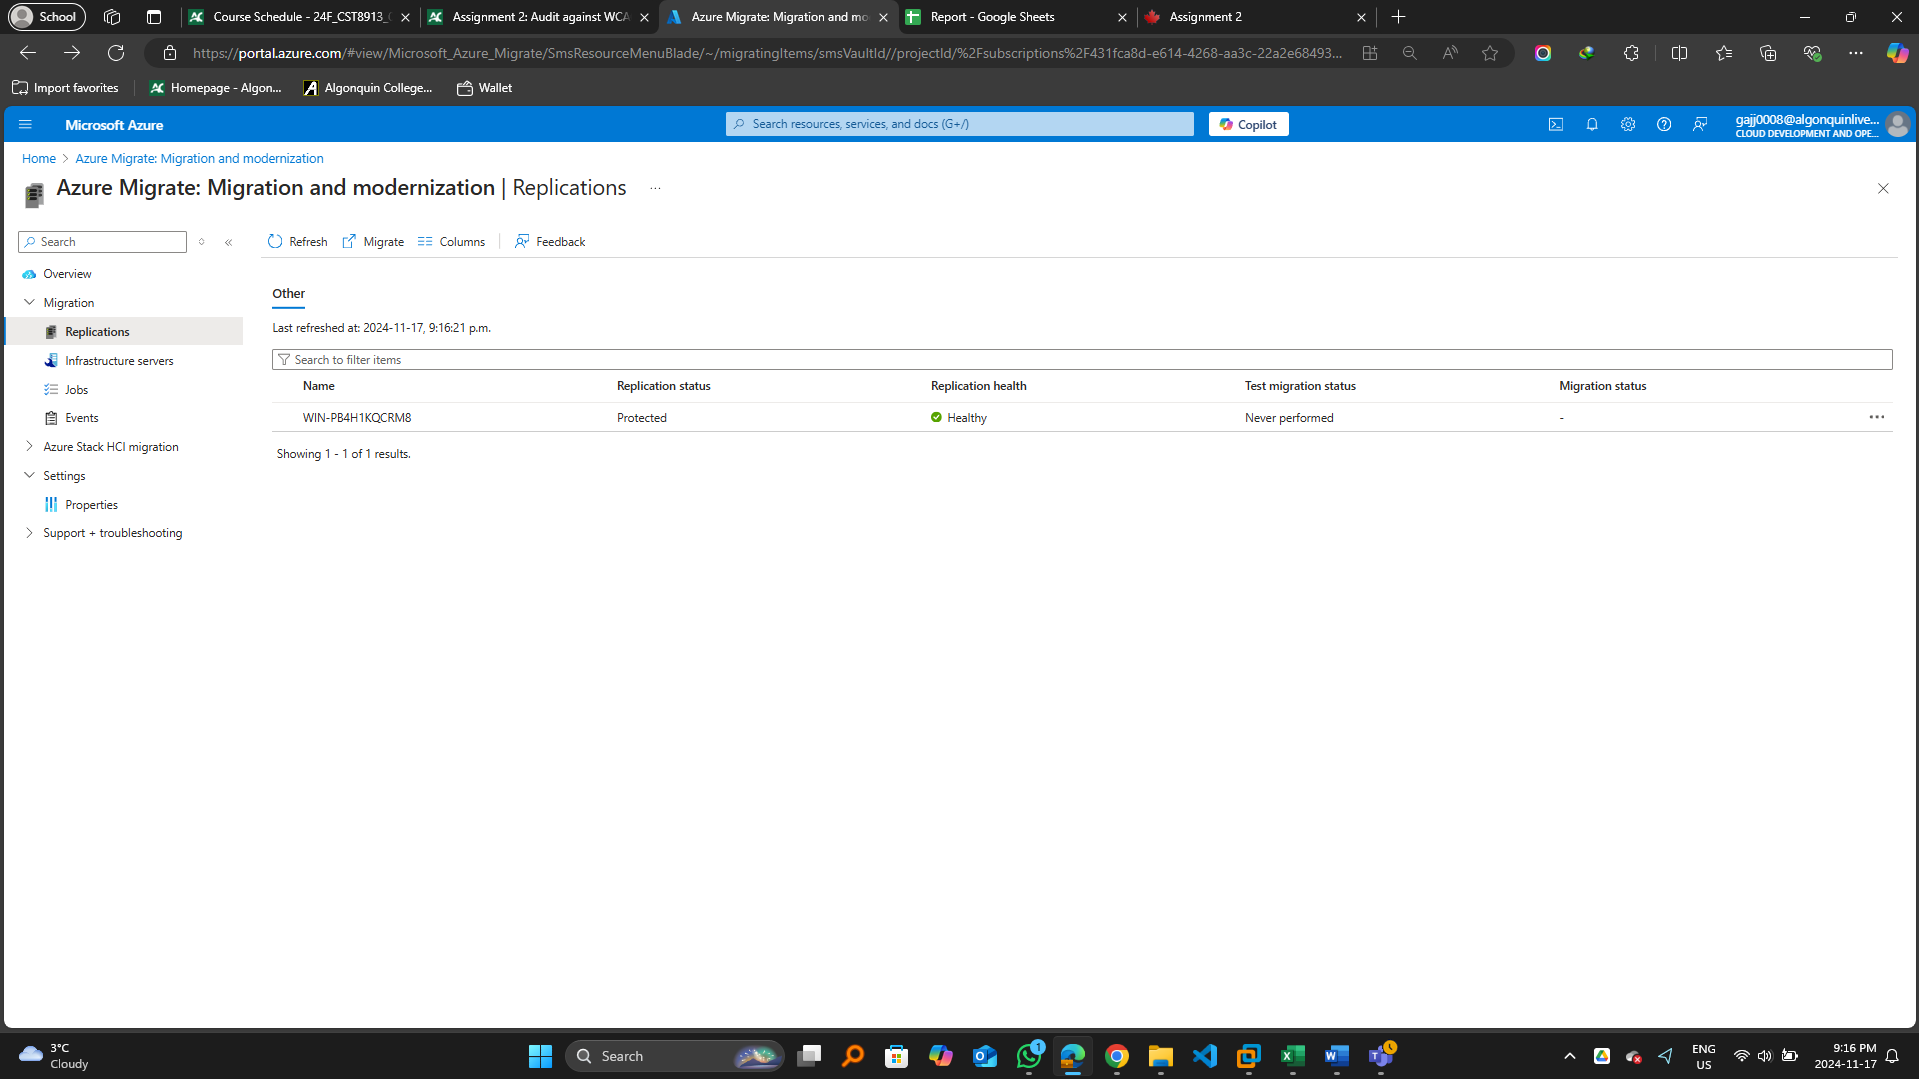 School
Course Schedule - 24F_CST8913_
Assignment 2: Audit against WCA
Azure Migrate: Migration and mo
Report - Google Sheets
Assignment 2
https://portal.azure.com/#view/Microsoft_Azure_Migrate/SmsResourceMenuBlade/~/migratingItems/smsVaultId//projectId/%2Fsubscriptions%2F431fca8d-e614-4268-aa3c-22a2e68493...
Import favorites
Homepage - Algon...
Algonquin College...
Wallet
Microsoft Azure
Search resources, services, and docs (G+/)
Copilot
gajj0008@algonquinlive...
CLOUD DEVELOPMENT AND OPE...
Home > Azure Migrate: Migration and modernization
Azure Migrate: Migration and modernization | Replications ...
Search
Refresh
Migrate
Columns
Feedback
Overview
Migration
Replications
Infrastructure servers
Jobs
Events
Azure Stack HCI migration
Settings
Properties
Support + troubleshooting
Other
Last refreshed at: 2024-11-17, 9:16:21 p.m.
Search to filter items
Name Replication status Replication health Test migration status Migration status
WIN-PB4H1KQCRM8 Protected Healthy Never performed -
Showing 1 - 1 of 1 results.
3°C
Cloudy
Search
1
ENG
US
9:16 PM
2024-11-17